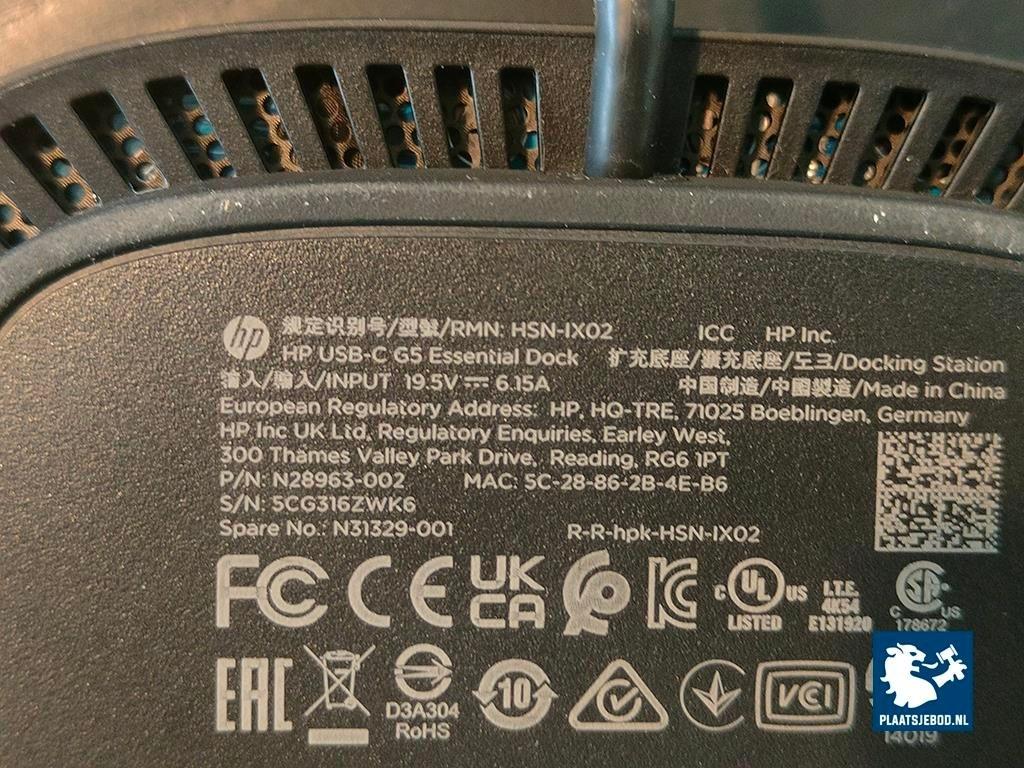 hp 规定识别号/型號/RMN: HSN-IX02 ICC HP Inc.
HP USB-C G5 Essential Dock 扩充底座/擴充底座/도크/Docking Station
输入/輸入/INPUT 19.5V⎓ 6.15A 中国制造/中國製造/Made in China
European Regulatory Address: HP, HQ-TRE, 71025 Boeblingen, Germany
HP Inc UK Ltd, Regulatory Enquiries, Earley West,
300 Thames Valley Park Drive, Reading, RG6 1PT
P/N: N28963-002 MAC: 5C-28-86-2B-4E-B6
S/N: 5CG316ZWK6
Spare No.: N31329-001 R-R-hpk-HSN-IX02
FC CE UK CA KC c UL US LISTED I.T.E. 4K54 E131920 C SA US 178672
EAC D3A304 RoHS 10 VCI 14019
PLAATSJEBOD.NL